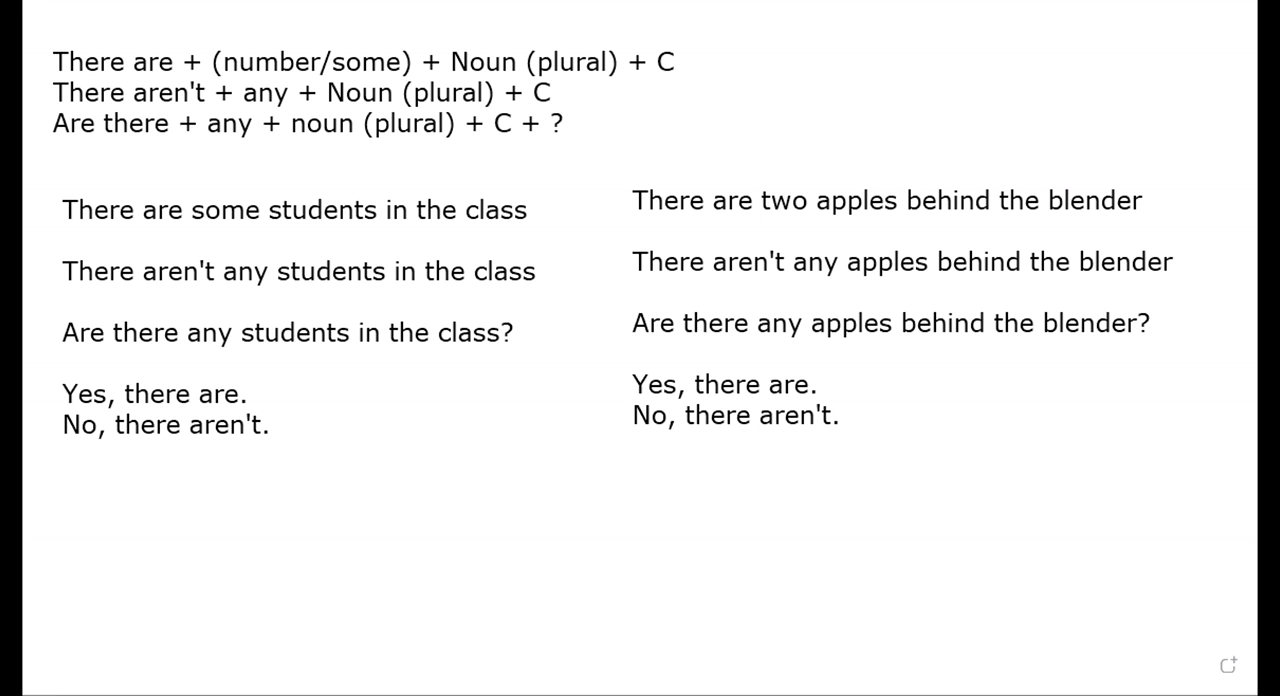 There are + (number/some) + Noun (plural) + C
There aren't + any + Noun (plural) + C
Are there + any + noun (plural) + C + ?
There are some students in the class
There aren't any students in the class
Are there any students in the class?
Yes, there are.
No, there aren't.
There are two apples behind the blender
There aren't any apples behind the blender
Are there any apples behind the blender?
Yes, there are.
No, there aren't.